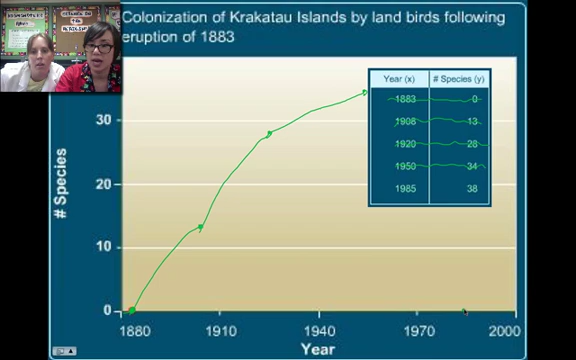 Colonization of Krakatau Islands by land birds following
eruption of 1883
Year (x) # Species (y)
1883 0
1908 13
1920 28
1950 34
1985 38
# Species
30
20
10
0
1880 1910 1940 1970 2000
Year